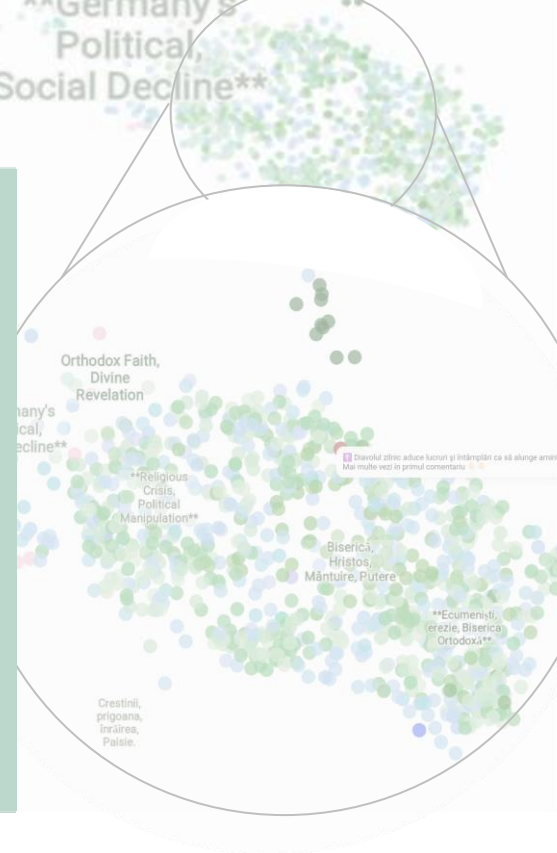 **Germany's
Political,
Social Decline**
Orthodox Faith,
Divine
Revelation
many's
ical,
ecline**
Diavolul zilnic aduce lucruri și întâmplări ca să alunge
Mai multe vezi în primul comentariu
**Religious
Crisis,
Political
Manipulation**
Biserică,
Hristos,
Mântuire, Putere
**Ecumeniști,
erezie, Biserica
Ortodoxă**
Crestinii,
prigoana,
Inrăirea,
Paisie.